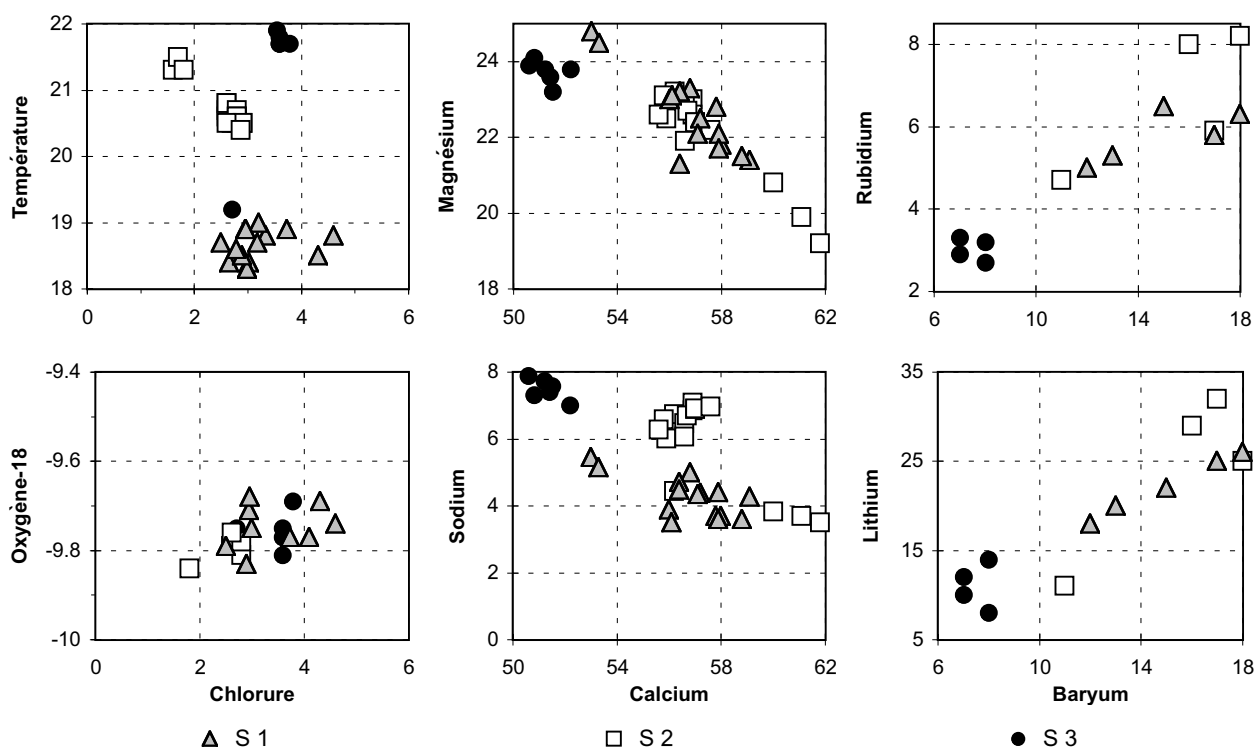 22
21
20
19
18
0 2 4 6
Température
24
22
20
18
50 54 58 62
Magnésium
8
6
4
2
6 10 14 18
Rubidium
-9.4
-9.6
-9.8
-10
0 2 4 6
Oxygène-18
Chlorure
8
6
4
2
0
50 54 58 62
Sodium
Calcium
35
25
15
5
6 10 14 18
Lithium
Baryum
S 1 S 2 S 3